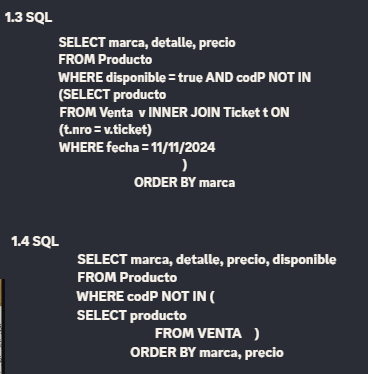 1.3 SQL
SELECT marca, detalle, precio
FROM Producto
WHERE disponible = true AND codP NOT IN
(SELECT producto
FROM Venta v INNER JOIN Ticket t ON
(t.nro = v.ticket)
WHERE fecha = 11/11/2024
)
ORDER BY marca
1.4 SQL
SELECT marca, detalle, precio, disponible
FROM Producto
WHERE codP NOT IN (
SELECT producto
FROM VENTA )
ORDER BY marca, precio